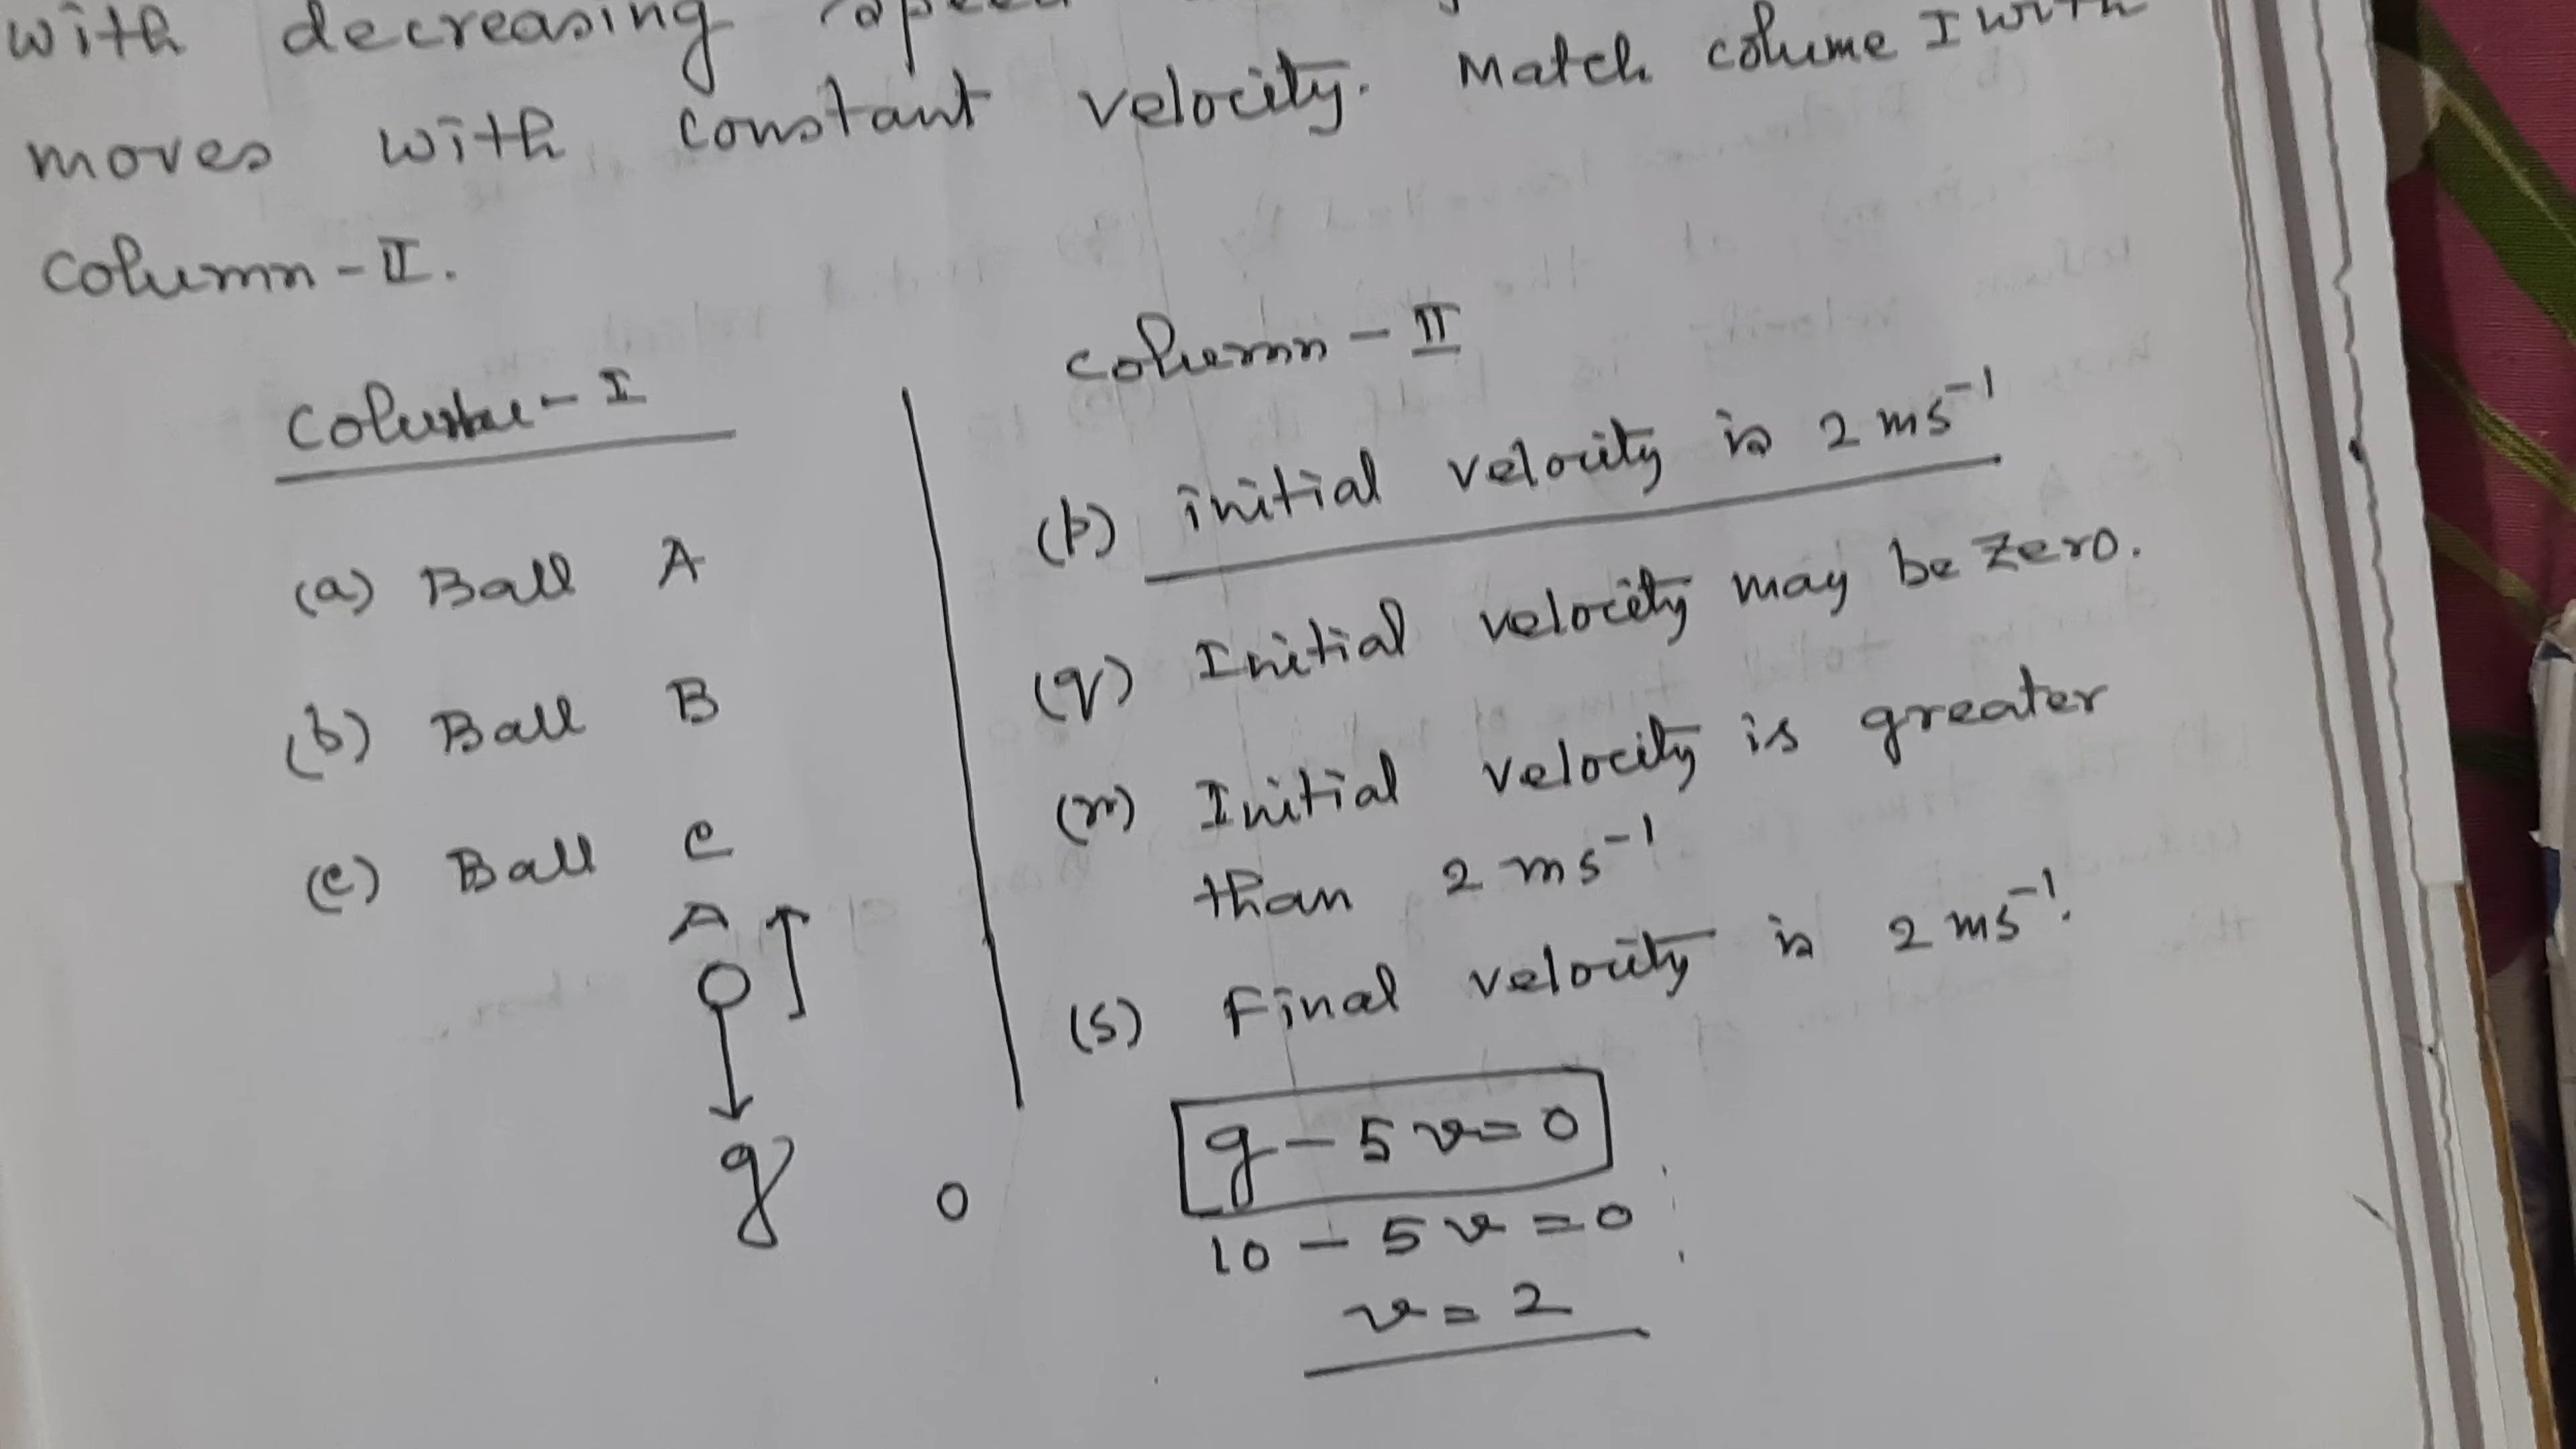 with decreasing
moves with constant velocity. Match colume I with
column - II.
Column - I
column - II
(a) Ball A
(p) initial velocity is 2 ms⁻¹
(b) Ball B
(q) Initial velocity may be zero.
(c) Ball C
(r) Initial velocity is greater
than 2 ms⁻¹
(s) Final velocity is 2 ms⁻¹.
A
g
g - 5v = 0
10 - 5v = 0
v = 2